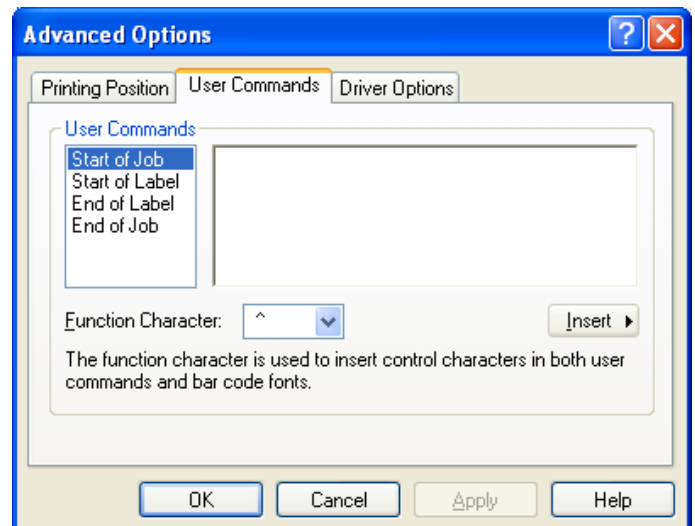 Advanced Options
Printing Position User Commands Driver Options
User Commands
Start of Job
Start of Label
End of Label
End of Job
Function Character: ^ Insert
The function character is used to insert control characters in both user
commands and bar code fonts.
OK Cancel Apply Help